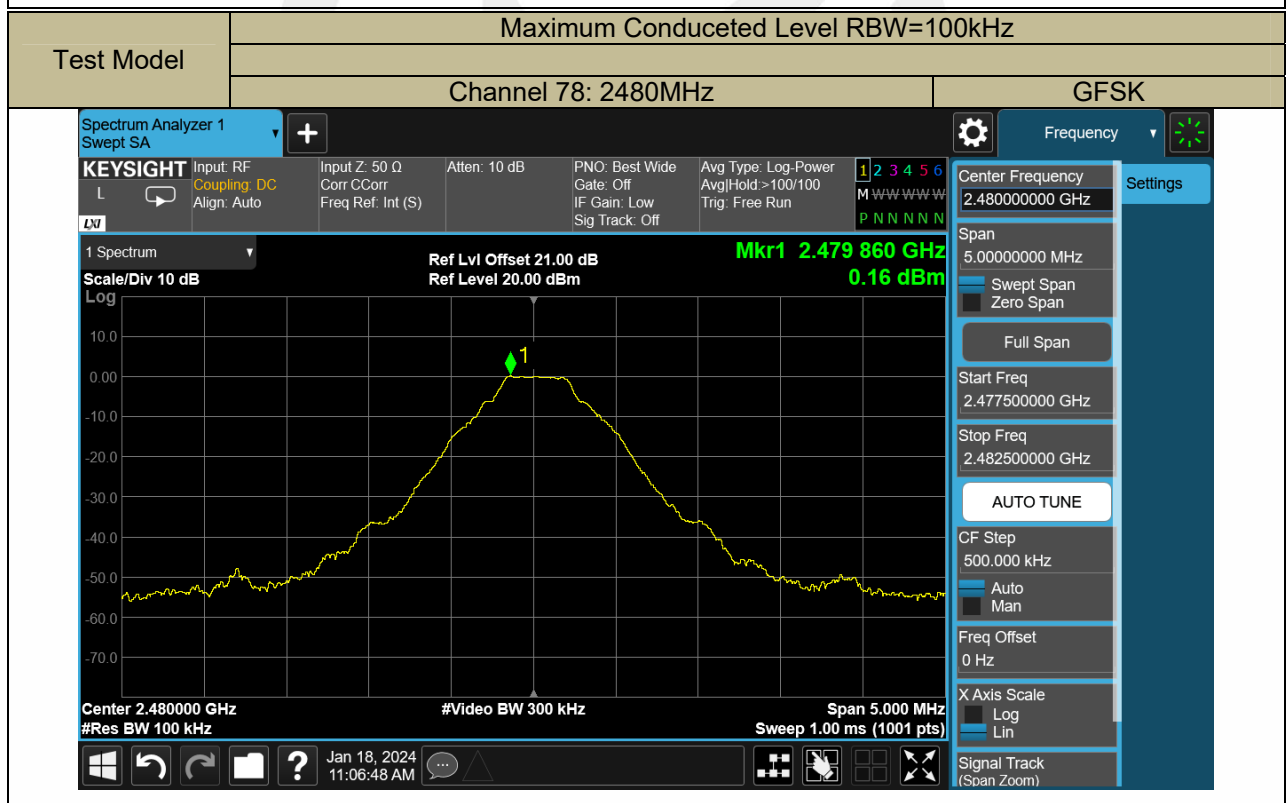 Maximum Conduceted Level RBW=100kHz
Test Model
Channel 78: 2480MHz GFSK
Spectrum Analyzer 1
Swept SA
Frequency
KEYSIGHT Input: RF Input Z: 50 Ω Atten: 10 dB PNO: Best Wide Avg Type: Log-Power 1 2 3 4 5 6
L Coupling: DC Corr CCorr Gate: Off Avg|Hold:>100/100 M W W W W W
Align: Auto Freq Ref: Int (S) IF Gain: Low Trig: Free Run
LXI Sig Track: Off P N N N N N
1 Spectrum
Ref Lvl Offset 21.00 dB
Mkr1 2.479 860 GHz
Scale/Div 10 dB Ref Level 20.00 dBm 0.16 dBm
Log
10.0
1
0.00
-10.0
-20.0
-30.0
-40.0
-50.0
-60.0
-70.0
Center 2.480000 GHz #Video BW 300 kHz Span 5.000 MHz
#Res BW 100 kHz Sweep 1.00 ms (1001 pts)
?
Jan 18, 2024
11:06:48 AM
Center Frequency
2.480000000 GHz
Settings
Span
5.00000000 MHz
Swept Span
Zero Span
Full Span
Start Freq
2.477500000 GHz
Stop Freq
2.482500000 GHz
AUTO TUNE
CF Step
500.000 kHz
Auto
Man
Freq Offset
0 Hz
X Axis Scale
Log
Lin
Signal Track
(Span Zoom)